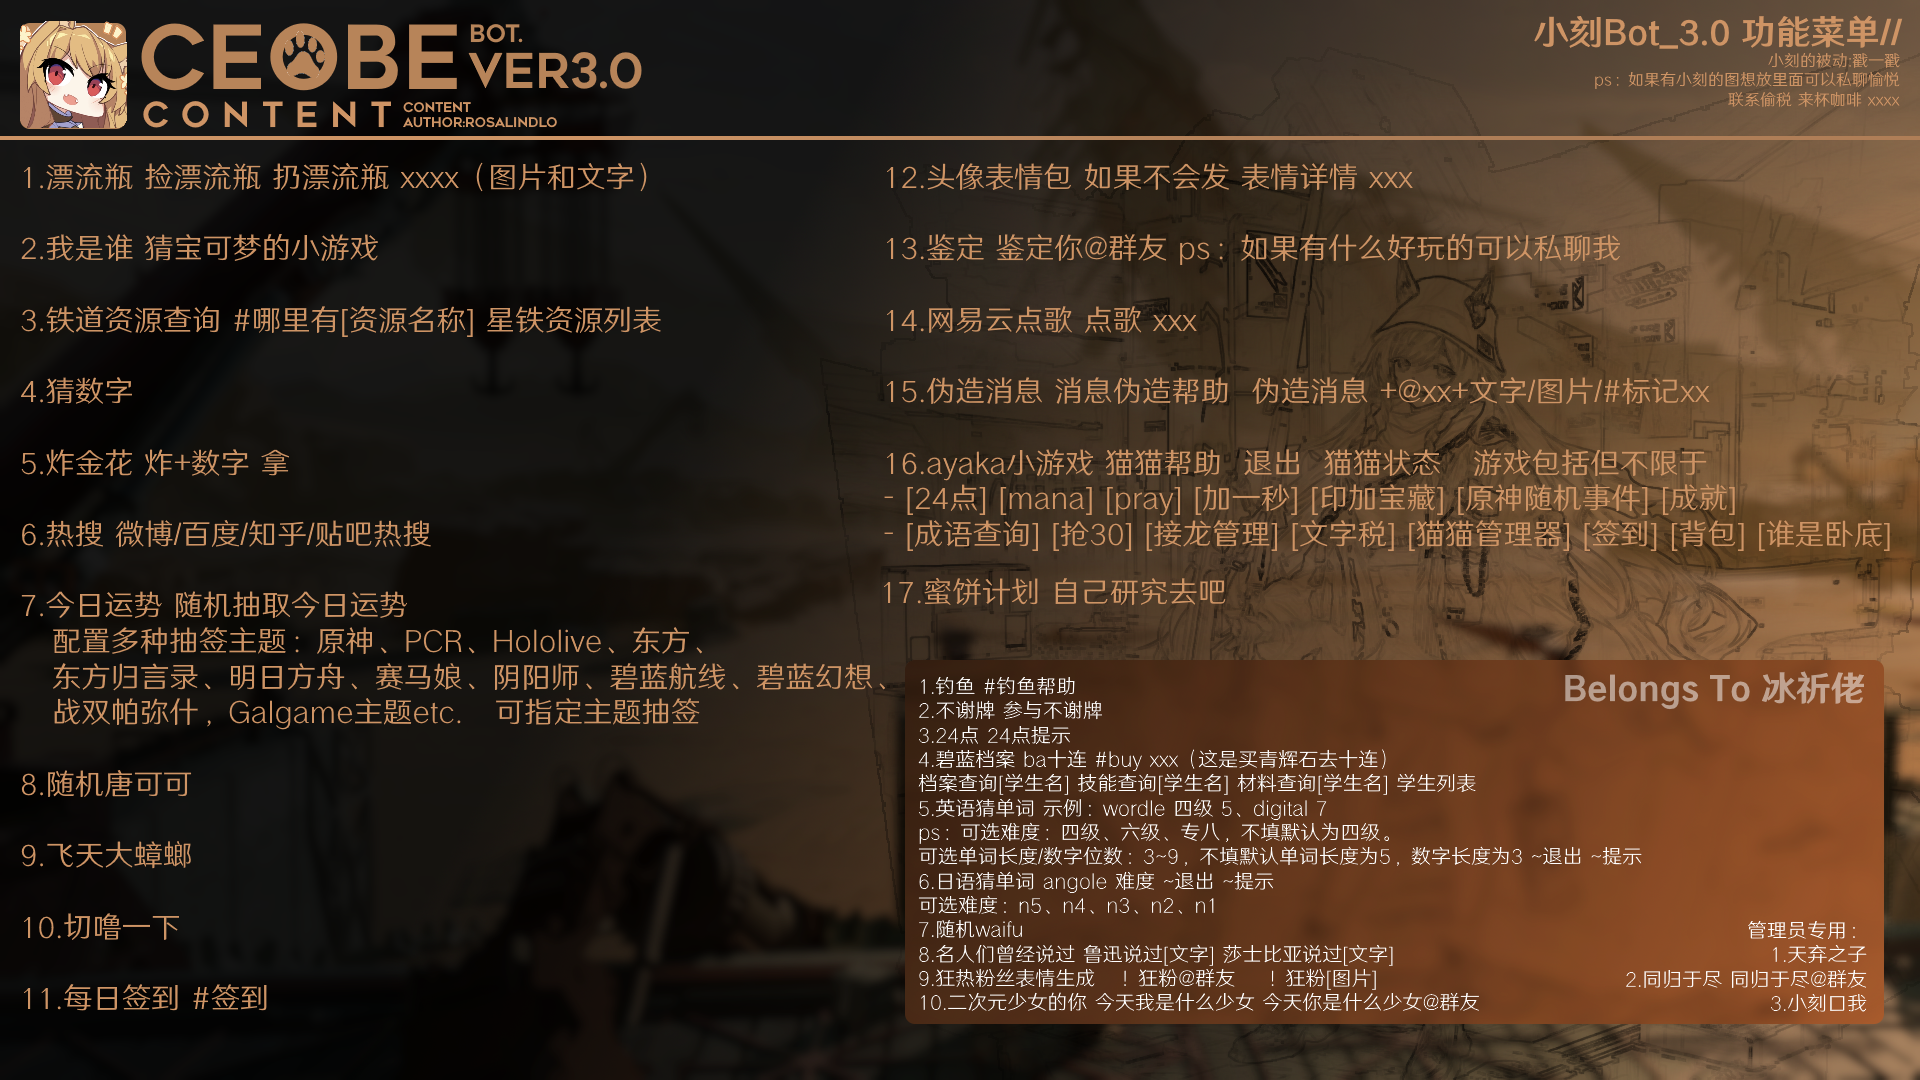 CEOBE BOT.
VER3.0
CONTENT
CONTENT
AUTHOR:ROSALINDLO
小刻Bot_3.0 功能菜单//
小刻的被动:戳一戳
ps：如果有小刻的图想放里面可以私聊愉悦
联系偷税 来杯咖啡 xxxx
1.漂流瓶 捡漂流瓶 扔漂流瓶 xxxx（图片和文字）
2.我是谁 猜宝可梦的小游戏
3.铁道资源查询 #哪里有[资源名称] 星铁资源列表
4.猜数字
5.炸金花 炸+数字 拿
6.热搜 微博/百度/知乎/贴吧热搜
7.今日运势 随机抽取今日运势
配置多种抽签主题：原神、PCR、Hololive、东方、
东方归言录、明日方舟、赛马娘、阴阳师、碧蓝航线、碧蓝幻想、
战双帕弥什，Galgame主题etc. 可指定主题抽签
8.随机唐可可
9.飞天大蟑螂
10.切噜一下
11.每日签到 #签到
12.头像表情包 如果不会发 表情详情 xxx
13.鉴定 鉴定你@群友 ps：如果有什么好玩的可以私聊我
14.网易云点歌 点歌 xxx
15.伪造消息 消息伪造帮助 伪造消息 +@xx+文字/图片/#标记xx
16.ayaka小游戏 猫猫帮助 退出 猫猫状态 游戏包括但不限于
- [24点] [mana] [pray] [加一秒] [印加宝藏] [原神随机事件] [成就]
- [成语查询] [抢30] [接龙管理] [文字税] [猫猫管理器] [签到] [背包] [谁是卧底]
17.蜜饼计划 自己研究去吧
Belongs To 冰祈佬
1.钓鱼 #钓鱼帮助
2.不谢牌 参与不谢牌
3.24点 24点提示
4.碧蓝档案 ba十连 #buy xxx（这是买青辉石去十连）
档案查询[学生名] 技能查询[学生名] 材料查询[学生名] 学生列表
5.英语猜单词 示例：wordle 四级 5、digital 7
ps：可选难度：四级、六级、专八，不填默认为四级。
可选单词长度/数字位数：3~9，不填默认单词长度为5，数字长度为3 ~退出 ~提示
6.日语猜单词 angole 难度 ~退出 ~提示
可选难度：n5、n4、n3、n2、n1
7.随机waifu
8.名人们曾经说过 鲁迅说过[文字] 莎士比亚说过[文字]
9.狂热粉丝表情生成 ！狂粉@群友 ！狂粉[图片]
10.二次元少女的你 今天我是什么少女 今天你是什么少女@群友
管理员专用：
1.天弃之子
2.同归于尽 同归于尽@群友
3.小刻口我